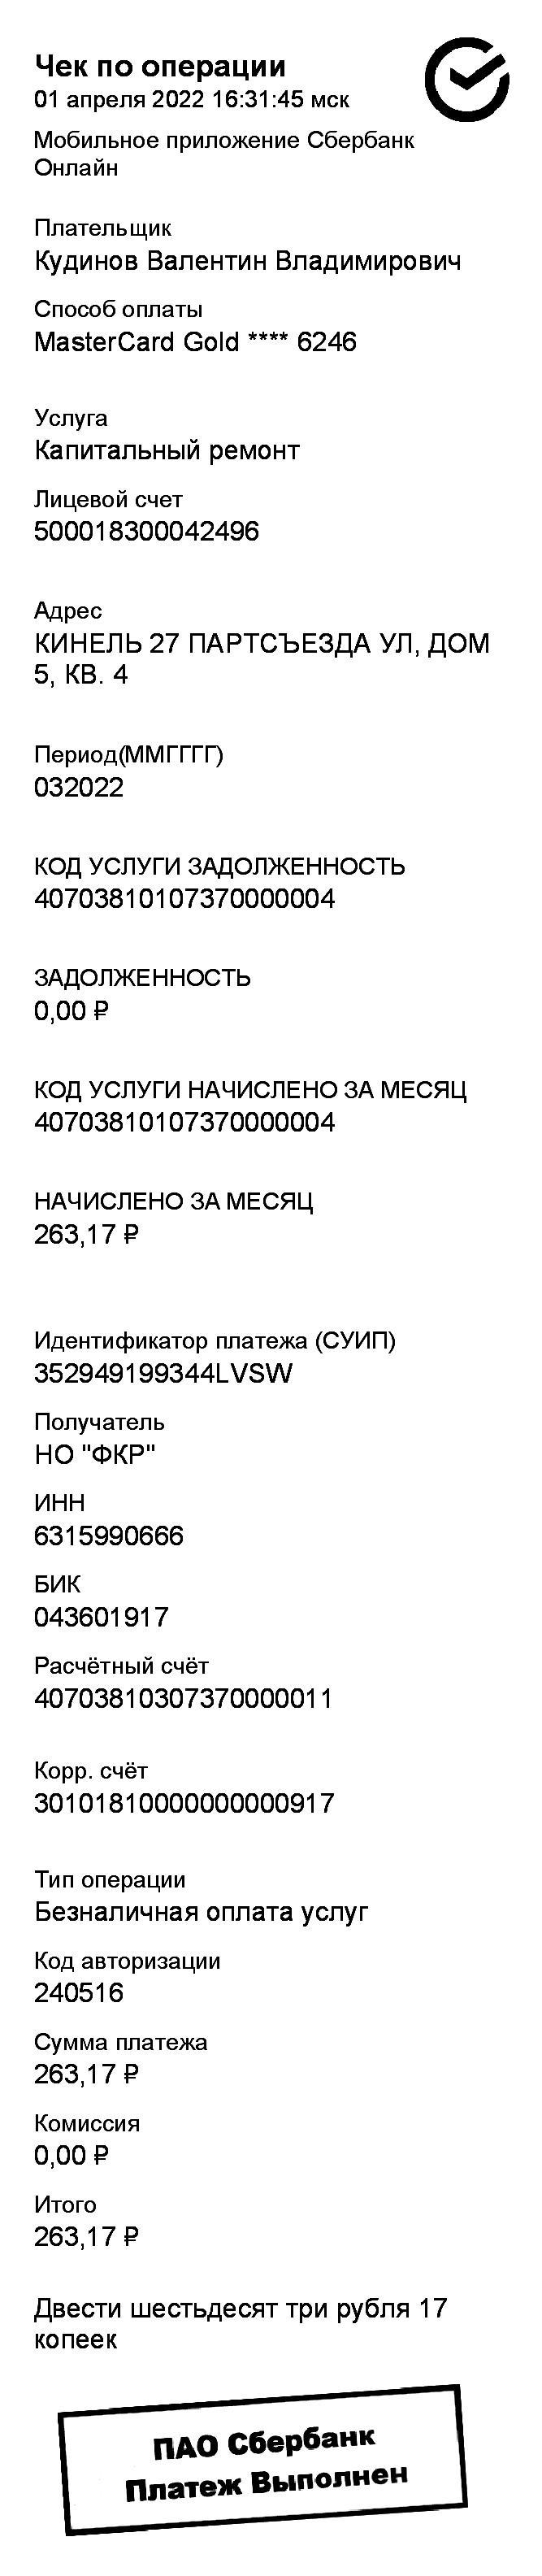 Чек по операции
01 апреля 2022 16:31:45 мск
Мобильное приложение Сбербанк
Онлайн
Плательщик
Кудинов Валентин Владимирович
Способ оплаты
MasterCard Gold **** 6246
Услуга
Капитальный ремонт
Лицевой счет
500018300042496
Адрес
КИНЕЛЬ 27 ПАРТСЪЕЗДА УЛ, ДОМ
5, КВ. 4
Период(ММГГГГ)
032022
КОД УСЛУГИ ЗАДОЛЖЕННОСТЬ
40703810107370000004
ЗАДОЛЖЕННОСТЬ
0,00 ₽
КОД УСЛУГИ НАЧИСЛЕНО ЗА МЕСЯЦ
40703810107370000004
НАЧИСЛЕНО ЗА МЕСЯЦ
263,17 ₽
Идентификатор платежа (СУИП)
352949199344LVSW
Получатель
НО "ФКР"
ИНН
6315990666
БИК
043601917
Расчётный счёт
40703810307370000011
Корр. счёт
30101810000000000917
Тип операции
Безналичная оплата услуг
Код авторизации
240516
Сумма платежа
263,17 ₽
Комиссия
0,00 ₽
Итого
263,17 ₽
Двести шестьдесят три рубля 17
копеек
ПАО Сбербанк
Платеж Выполнен